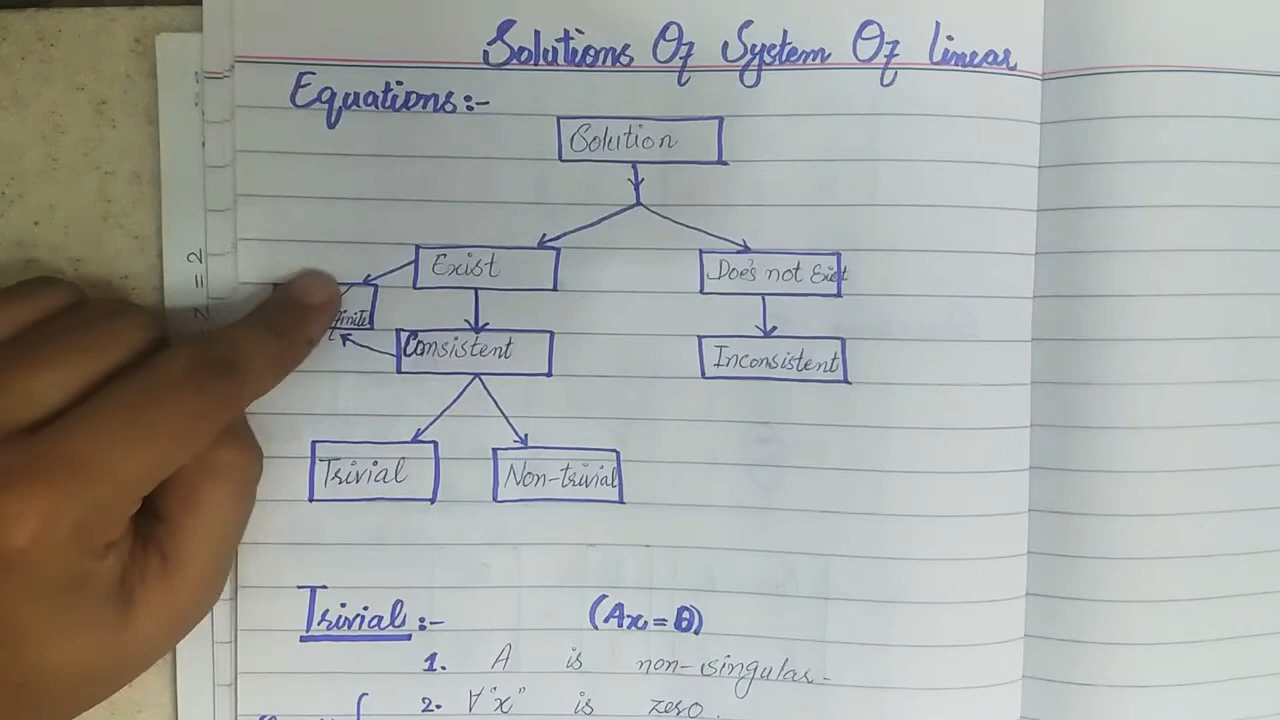 Solutions Of System Of linear
Equations:-
Solution
Exist
Does not Exist
Consistent
Inconsistent
Trivial
Non-trivial
Trivial :- (Ax = θ)
1. A is non-singular.
2. ∀ "x" is zero.
z = 2